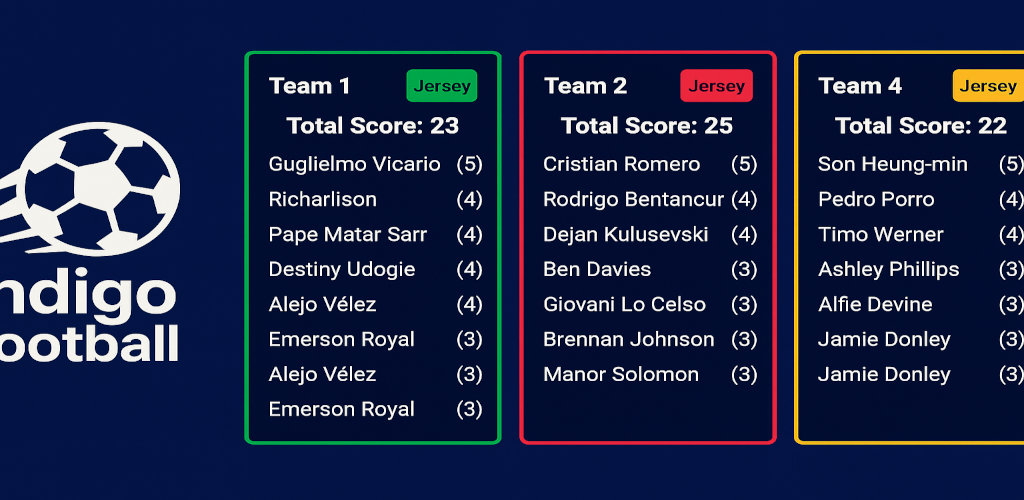 ndigo
ootball
Team 1 Jersey
Total Score: 23
Guglielmo Vicario (5)
Richarlison (4)
Pape Matar Sarr (4)
Destiny Udogie (4)
Alejo Vélez (4)
Emerson Royal (3)
Alejo Vélez (3)
Emerson Royal (3)
Team 2 Jersey
Total Score: 25
Cristian Romero (5)
Rodrigo Bentancur (4)
Dejan Kulusevski (4)
Ben Davies (3)
Giovani Lo Celso (3)
Brennan Johnson (3)
Manor Solomon (3)
Team 4 Jersey
Total Score: 22
Son Heung-min (5)
Pedro Porro (4)
Timo Werner (4)
Ashley Phillips (3)
Alfie Devine (3)
Jamie Donley (3)
Jamie Donley (3)